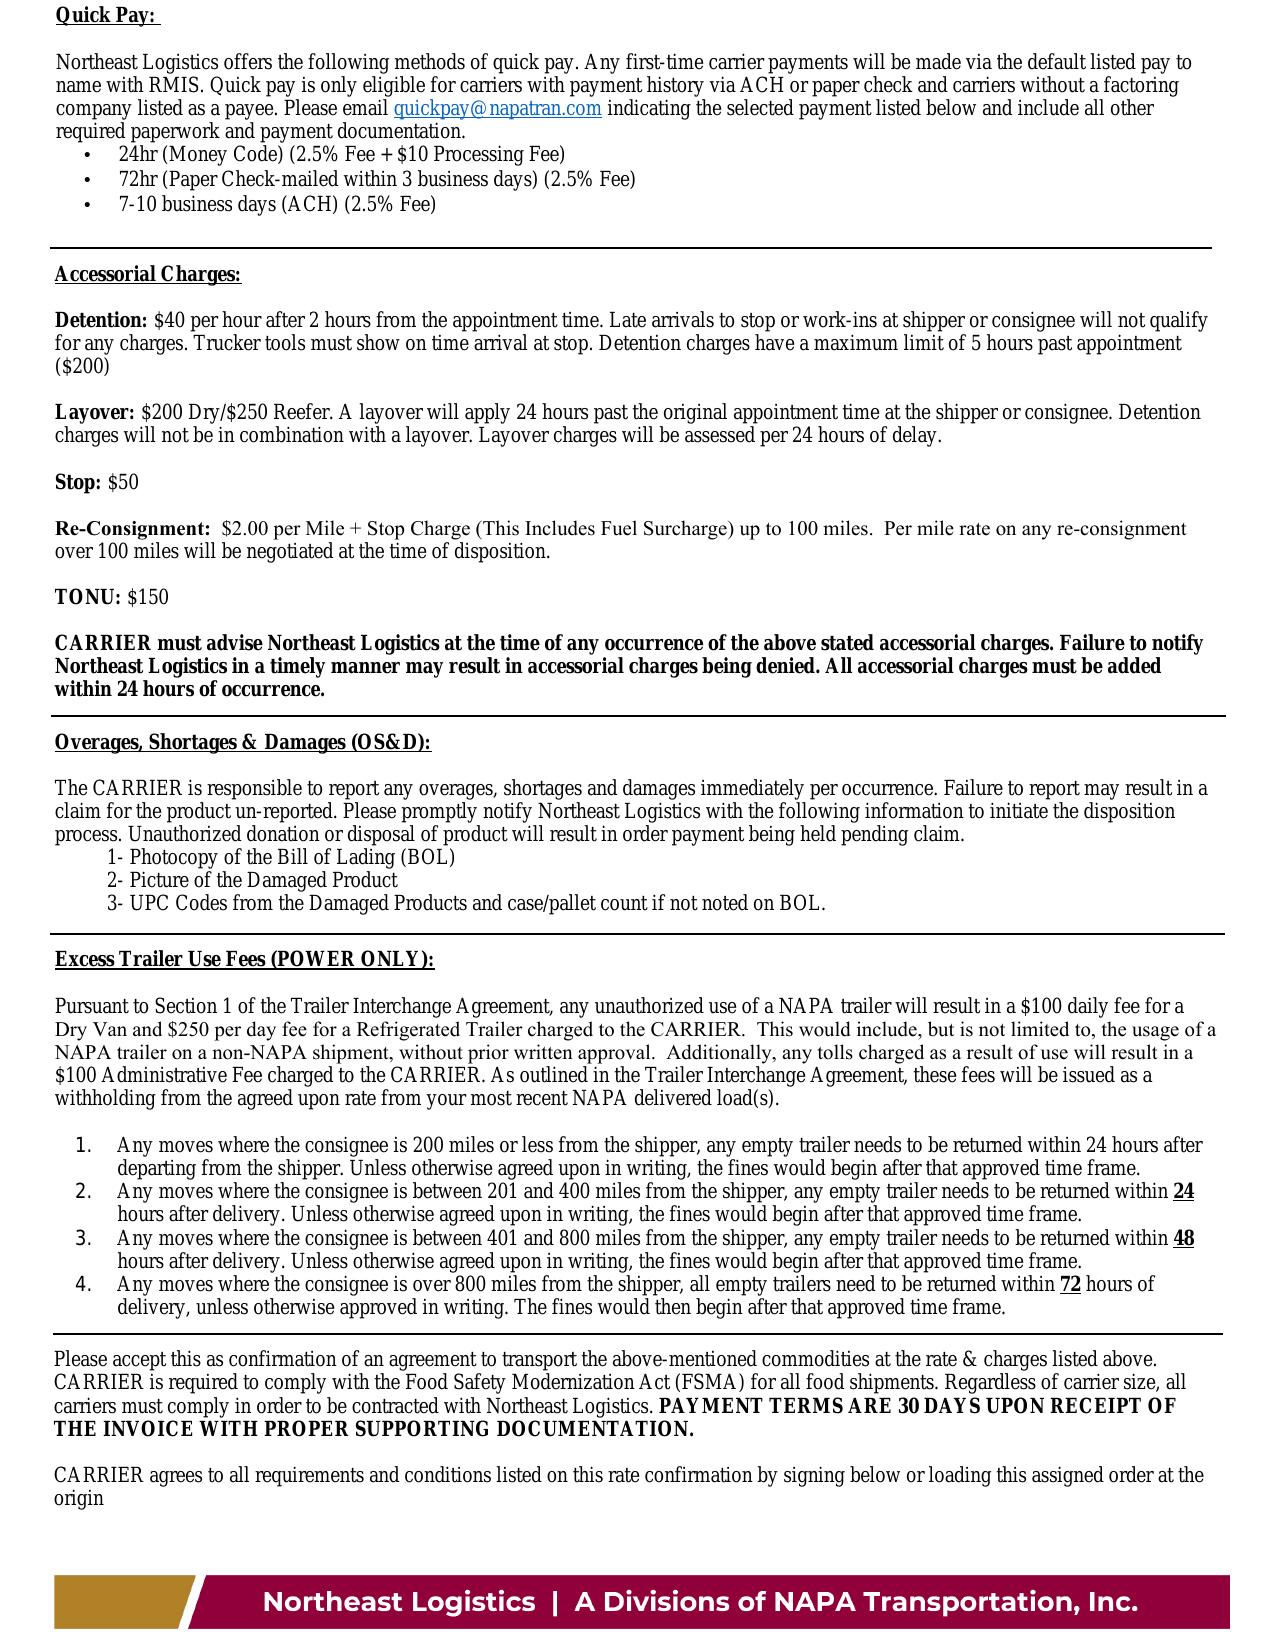 Quick Pay:
Northeast Logistics offers the following methods of quick pay. Any first-time carrier payments will be made via the default listed pay to
name with RMIS. Quick pay is only eligible for carriers with payment history via ACH or paper check and carriers without a factoring
company listed as a payee. Please email quickpay@napatran.com indicating the selected payment listed below and include all other
required paperwork and payment documentation.
• 24hr (Money Code) (2.5% Fee + $10 Processing Fee)
• 72hr (Paper Check-mailed within 3 business days) (2.5% Fee)
• 7-10 business days (ACH) (2.5% Fee)
Accessorial Charges:
Detention: $40 per hour after 2 hours from the appointment time. Late arrivals to stop or work-ins at shipper or consignee will not qualify
for any charges. Trucker tools must show on time arrival at stop. Detention charges have a maximum limit of 5 hours past appointment
($200)
Layover: $200 Dry/$250 Reefer. A layover will apply 24 hours past the original appointment time at the shipper or consignee. Detention
charges will not be in combination with a layover. Layover charges will be assessed per 24 hours of delay.
Stop: $50
Re-Consignment: $2.00 per Mile + Stop Charge (This Includes Fuel Surcharge) up to 100 miles. Per mile rate on any re-consignment
over 100 miles will be negotiated at the time of disposition.
TONU: $150
CARRIER must advise Northeast Logistics at the time of any occurrence of the above stated accessorial charges. Failure to notify
Northeast Logistics in a timely manner may result in accessorial charges being denied. All accessorial charges must be added
within 24 hours of occurrence.
Overages, Shortages & Damages (OS&D):
The CARRIER is responsible to report any overages, shortages and damages immediately per occurrence. Failure to report may result in a
claim for the product un-reported. Please promptly notify Northeast Logistics with the following information to initiate the disposition
process. Unauthorized donation or disposal of product will result in order payment being held pending claim.
1- Photocopy of the Bill of Lading (BOL)
2- Picture of the Damaged Product
3- UPC Codes from the Damaged Products and case/pallet count if not noted on BOL.
Excess Trailer Use Fees (POWER ONLY):
Pursuant to Section 1 of the Trailer Interchange Agreement, any unauthorized use of a NAPA trailer will result in a $100 daily fee for a
Dry Van and $250 per day fee for a Refrigerated Trailer charged to the CARRIER. This would include, but is not limited to, the usage of a
NAPA trailer on a non-NAPA shipment, without prior written approval. Additionally, any tolls charged as a result of use will result in a
$100 Administrative Fee charged to the CARRIER. As outlined in the Trailer Interchange Agreement, these fees will be issued as a
withholding from the agreed upon rate from your most recent NAPA delivered load(s).
1. Any moves where the consignee is 200 miles or less from the shipper, any empty trailer needs to be returned within 24 hours after
departing from the shipper. Unless otherwise agreed upon in writing, the fines would begin after that approved time frame.
2. Any moves where the consignee is between 201 and 400 miles from the shipper, any empty trailer needs to be returned within 24
hours after delivery. Unless otherwise agreed upon in writing, the fines would begin after that approved time frame.
3. Any moves where the consignee is between 401 and 800 miles from the shipper, any empty trailer needs to be returned within 48
hours after delivery. Unless otherwise agreed upon in writing, the fines would begin after that approved time frame.
4. Any moves where the consignee is over 800 miles from the shipper, all empty trailers need to be returned within 72 hours of
delivery, unless otherwise approved in writing. The fines would then begin after that approved time frame.
Please accept this as confirmation of an agreement to transport the above-mentioned commodities at the rate & charges listed above.
CARRIER is required to comply with the Food Safety Modernization Act (FSMA) for all food shipments. Regardless of carrier size, all
carriers must comply in order to be contracted with Northeast Logistics. PAYMENT TERMS ARE 30 DAYS UPON RECEIPT OF
THE INVOICE WITH PROPER SUPPORTING DOCUMENTATION.
CARRIER agrees to all requirements and conditions listed on this rate confirmation by signing below or loading this assigned order at the
origin
Northeast Logistics | A Divisions of NAPA Transportation, Inc.